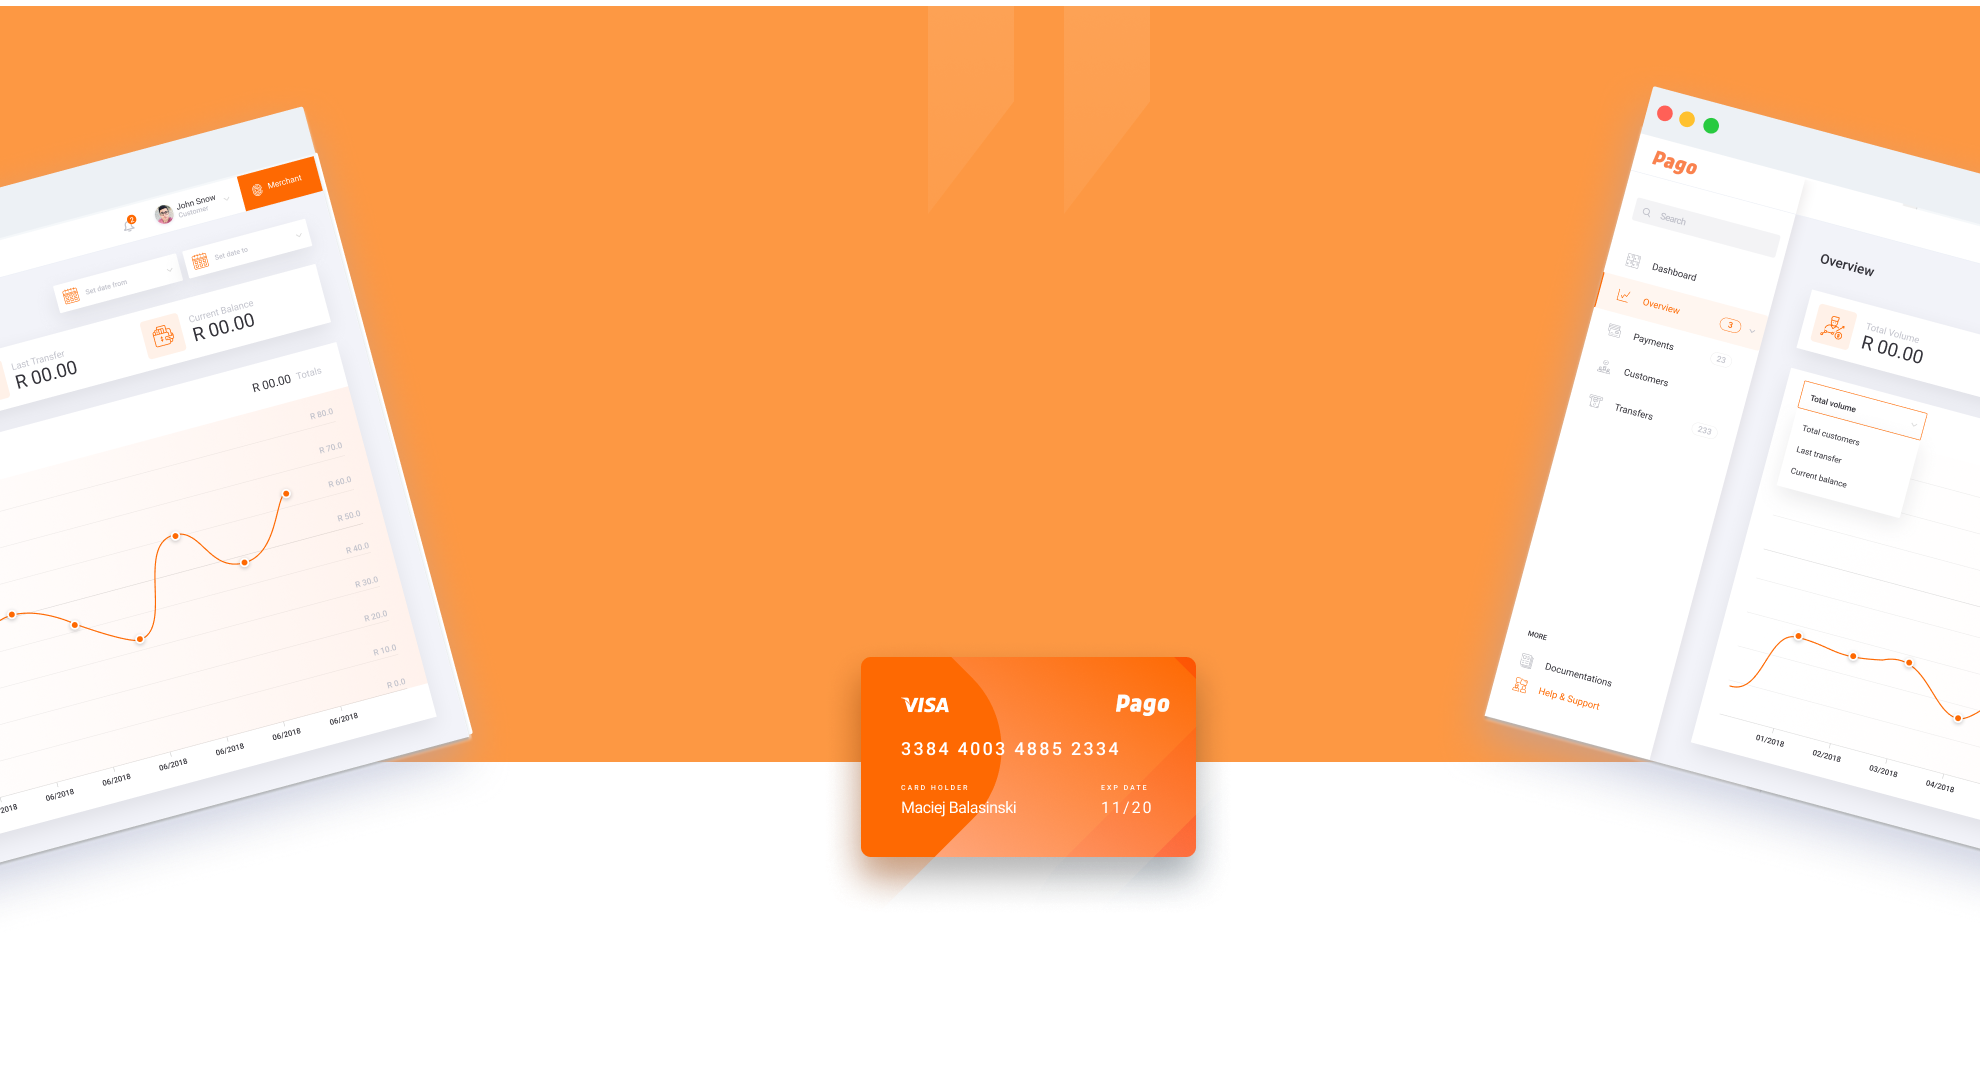 2
John Snow
Customer
Merchant
Set date from
Set date to
Last Transfer
R 00.00
Current Balance
R 00.00
R 00.00 Totals
R 80.0
R 70.0
R 60.0
R 50.0
R 40.0
R 30.0
R 20.0
R 10.0
R 0.0
2018
06/2018
06/2018
06/2018
06/2018
06/2018
06/2018
VISA
Pago
3384 4003 4885 2334
CARD HOLDER
EXP DATE
Maciej Balasinski
11/20
Pago
Search
Dashboard
Overview 3
Payments 23
Customers
Transfers 233
MORE
Documentations
Help & Support
Overview
Total Volume
R 00.00
Total volume
Total customers
Last transfer
Current balance
01/2018
02/2018
03/2018
04/2018